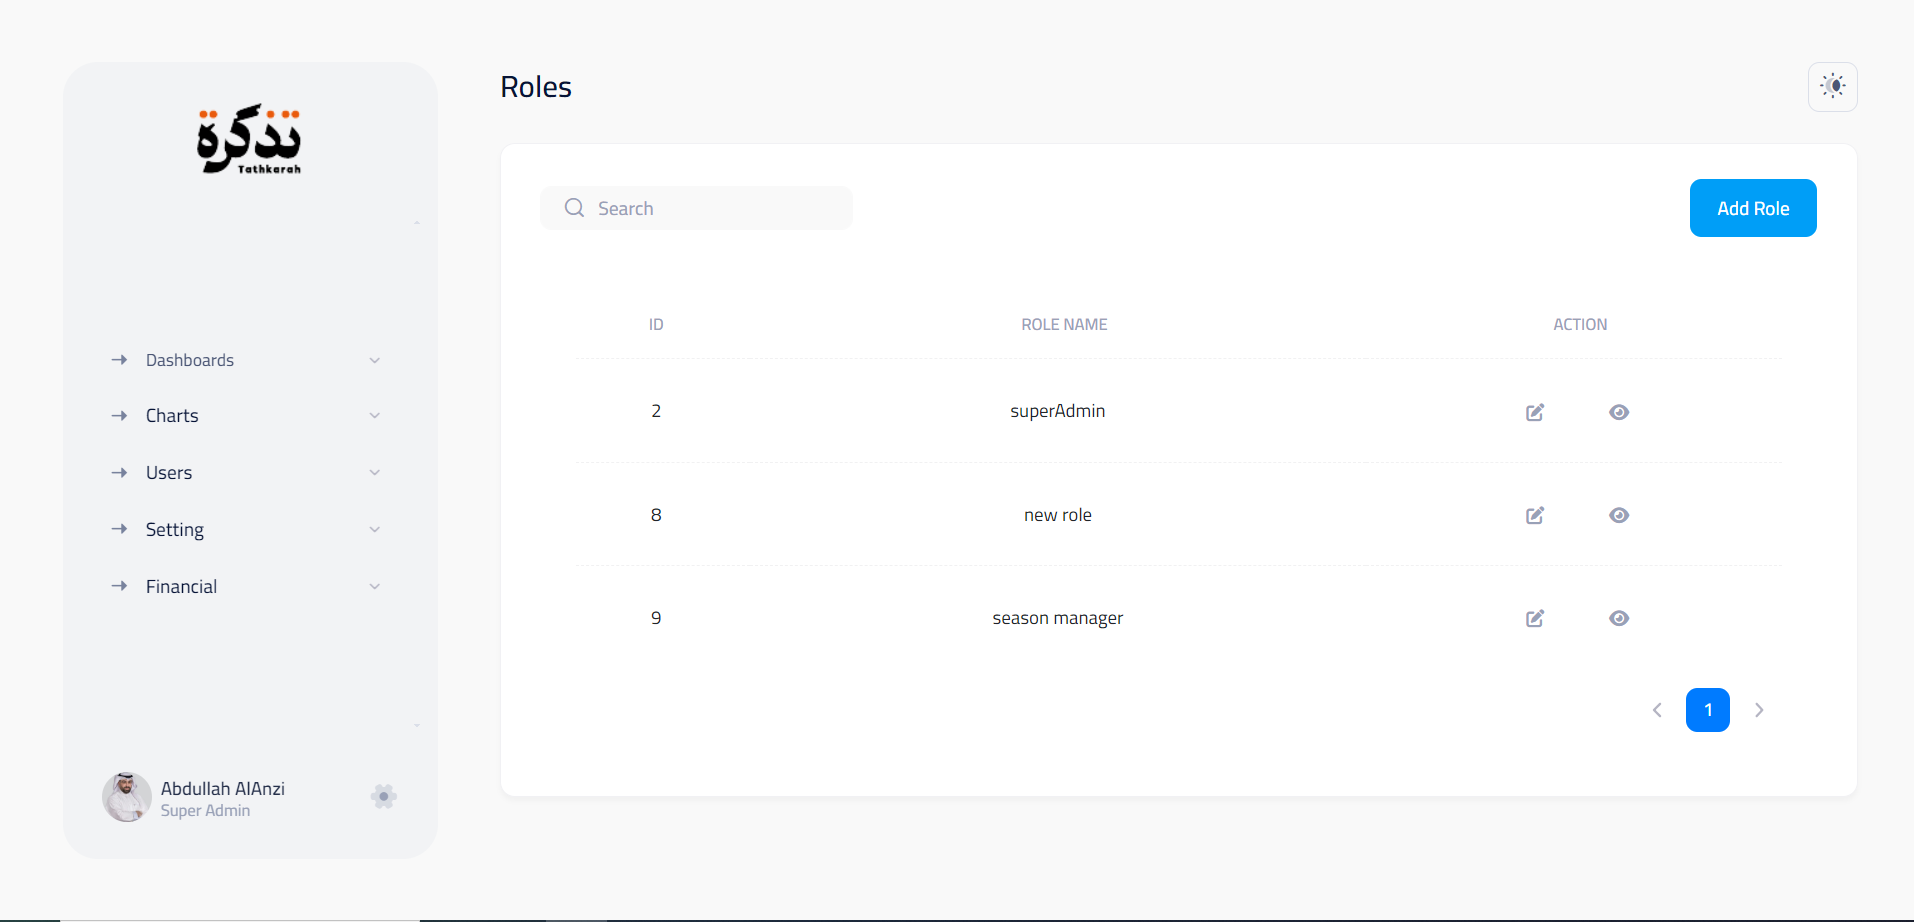 تذكرة
Tathkarah
Dashboards
Charts
Users
Setting
Financial
Abdullah AlAnzi
Super Admin
Roles
Search
Add Role
ID ROLE NAME ACTION
2 superAdmin
8 new role
9 season manager
1